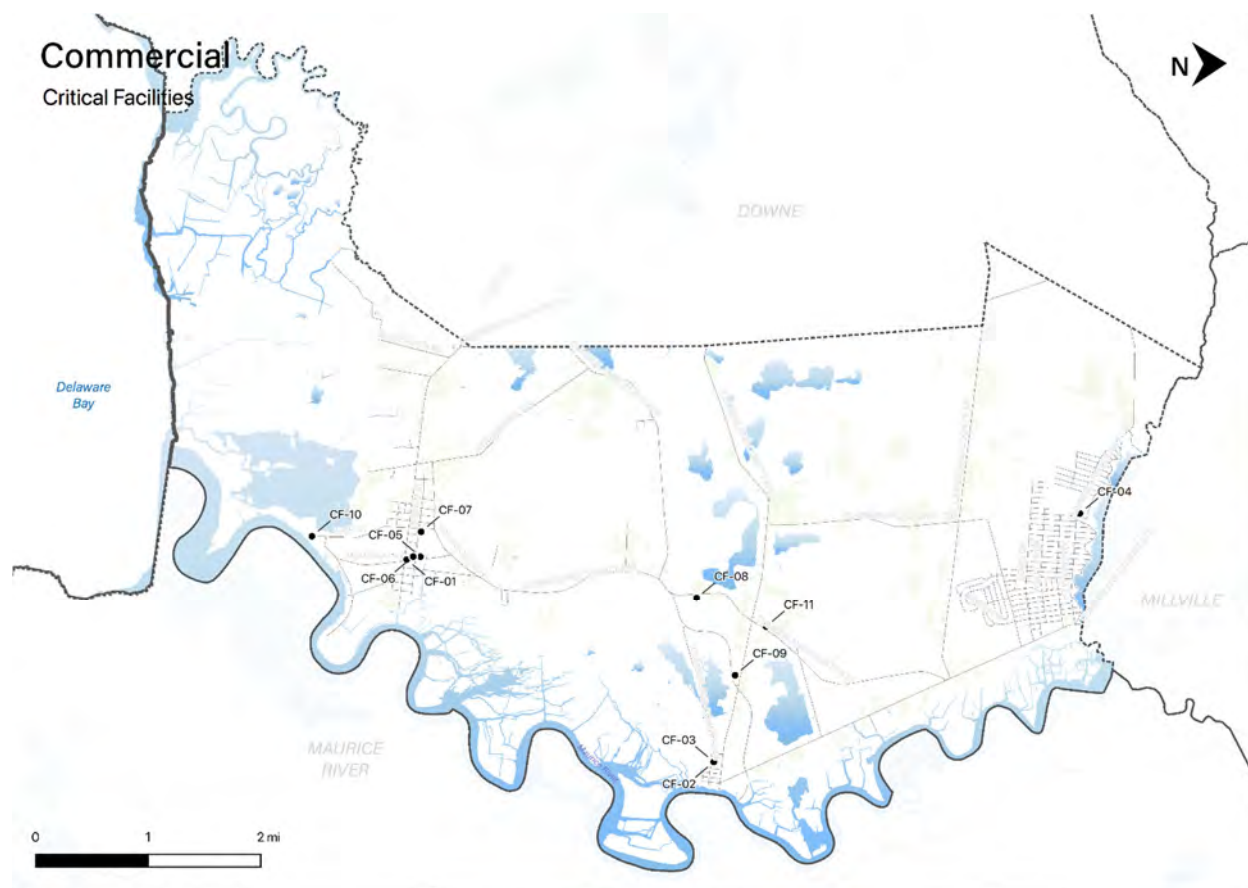 Commercial
Critical Facilities
N
DOWNE
Delaware
Bay
CF-04
CF-10
CF-07
CF-05
CF-06
CF-01
CF-08
MILLVILLE
CF-11
CF-09
CF-03
CF-02
MAURICE
RIVER
0 1 2 mi